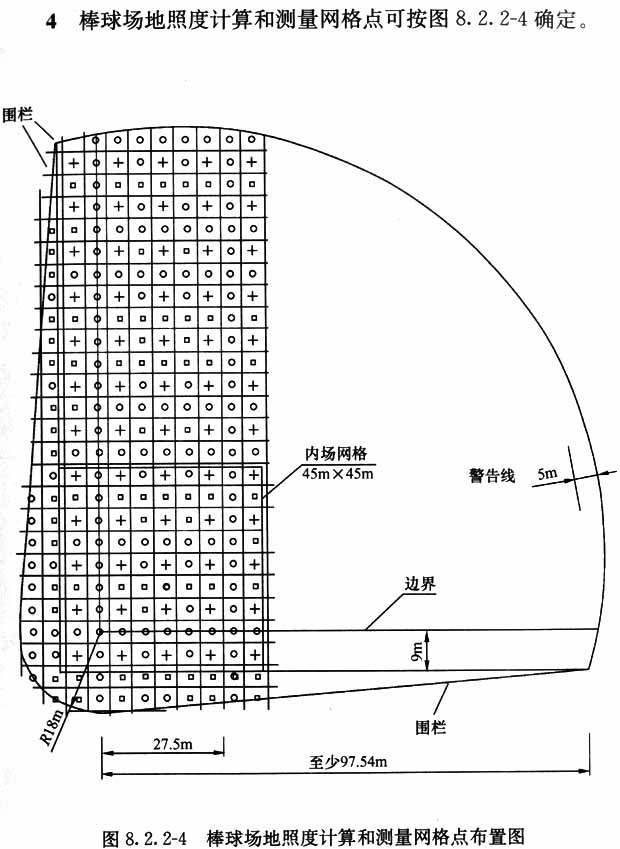 4 棒球场地照度计算和测量网格点可按图 8.2.2-4 确定。
围栏
内场网格
45m×45m
警告线
5m
边界
9m
围栏
R18m
27.5m
至少97.54m
图 8.2.2-4 棒球场地照度计算和测量网格点布置图